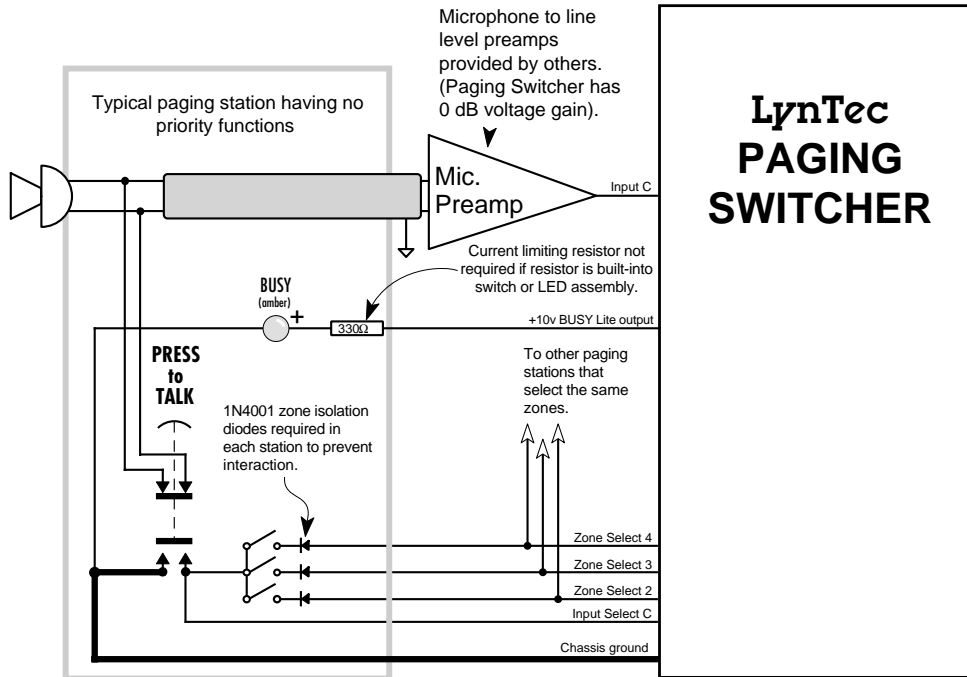 Microphone to line
level preamps
provided by others.
(Paging Switcher has
0 dB voltage gain).
Typical paging station having no
priority functions
LynTec
PAGING
SWITCHER
Mic.
Preamp
Input C
Current limiting resistor not
required if resistor is built-into
switch or LED assembly.
BUSY
(amber)
+
330Ω
+10v BUSY Lite output
PRESS
to
TALK
To other paging
stations that
select the same
zones.
1N4001 zone isolation
diodes required in
each station to prevent
interaction.
Zone Select 4
Zone Select 3
Zone Select 2
Input Select C
Chassis ground